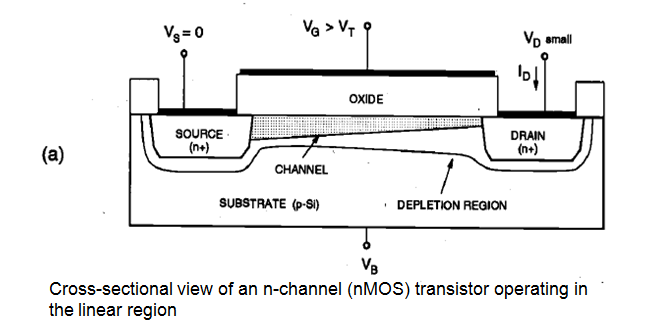 V_S = 0
V_G > V_T
V_D small
I_D
OXIDE
SOURCE
(n+)
DRAIN
(n+)
(a)
CHANNEL
SUBSTRATE (p-Si)
DEPLETION REGION
V_B
Cross-sectional view of an n-channel (nMOS) transistor operating in
the linear region